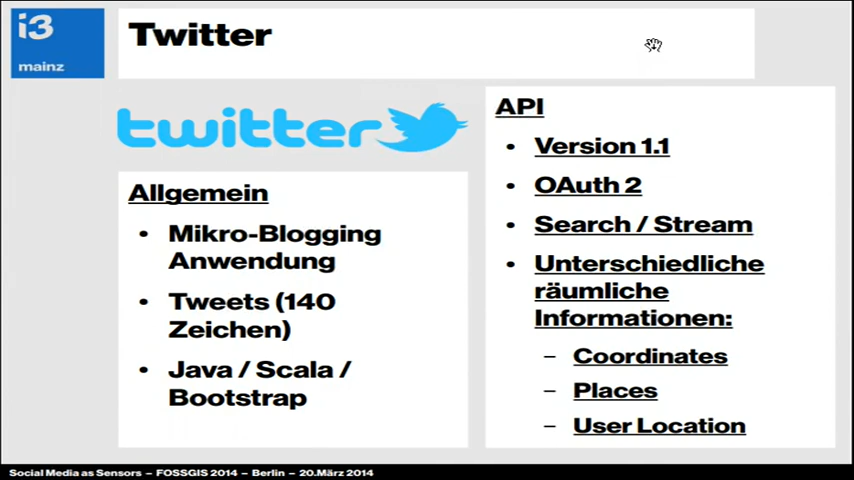 i3
mainz
Twitter
twitter
Allgemein
• Mikro-Blogging
Anwendung
• Tweets (140
Zeichen)
• Java / Scala /
Bootstrap
API
• Version 1.1
• OAuth 2
• Search / Stream
• Unterschiedliche
räumliche
Informationen:
– Coordinates
– Places
– User Location
Social Media as Sensors – FOSSGIS 2014 – Berlin – 20.März 2014